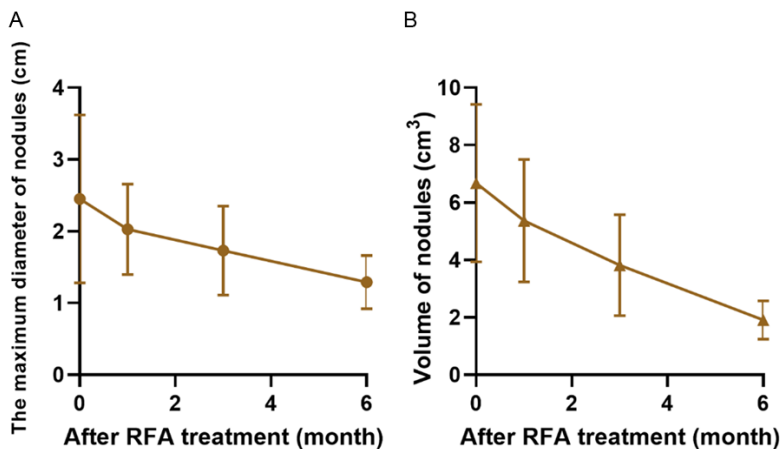 A
The maximum diameter of nodules (cm)
4
3
2
1
0
0 2 4 6
After RFA treatment (month)
B
Volume of nodules (cm³)
10
8
6
4
2
0
0 2 4 6
After RFA treatment (month)